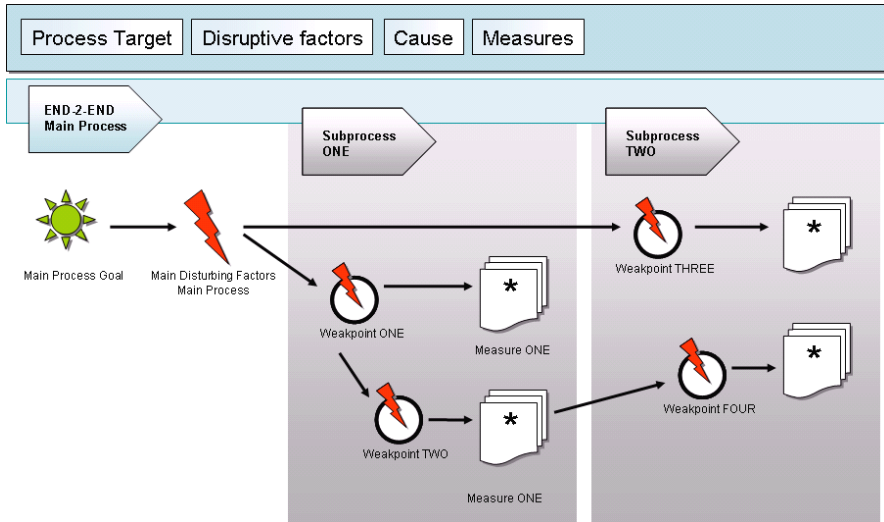 Process Target
Disruptive factors
Cause
Measures
END-2-END
Main Process
Subprocess
ONE
Subprocess
TWO
Main Process Goal
Main Disturbing Factors
Main Process
Weakpoint THREE
*
Weakpoint ONE
*
Measure ONE
Weakpoint FOUR
*
Weakpoint TWO
*
Measure ONE